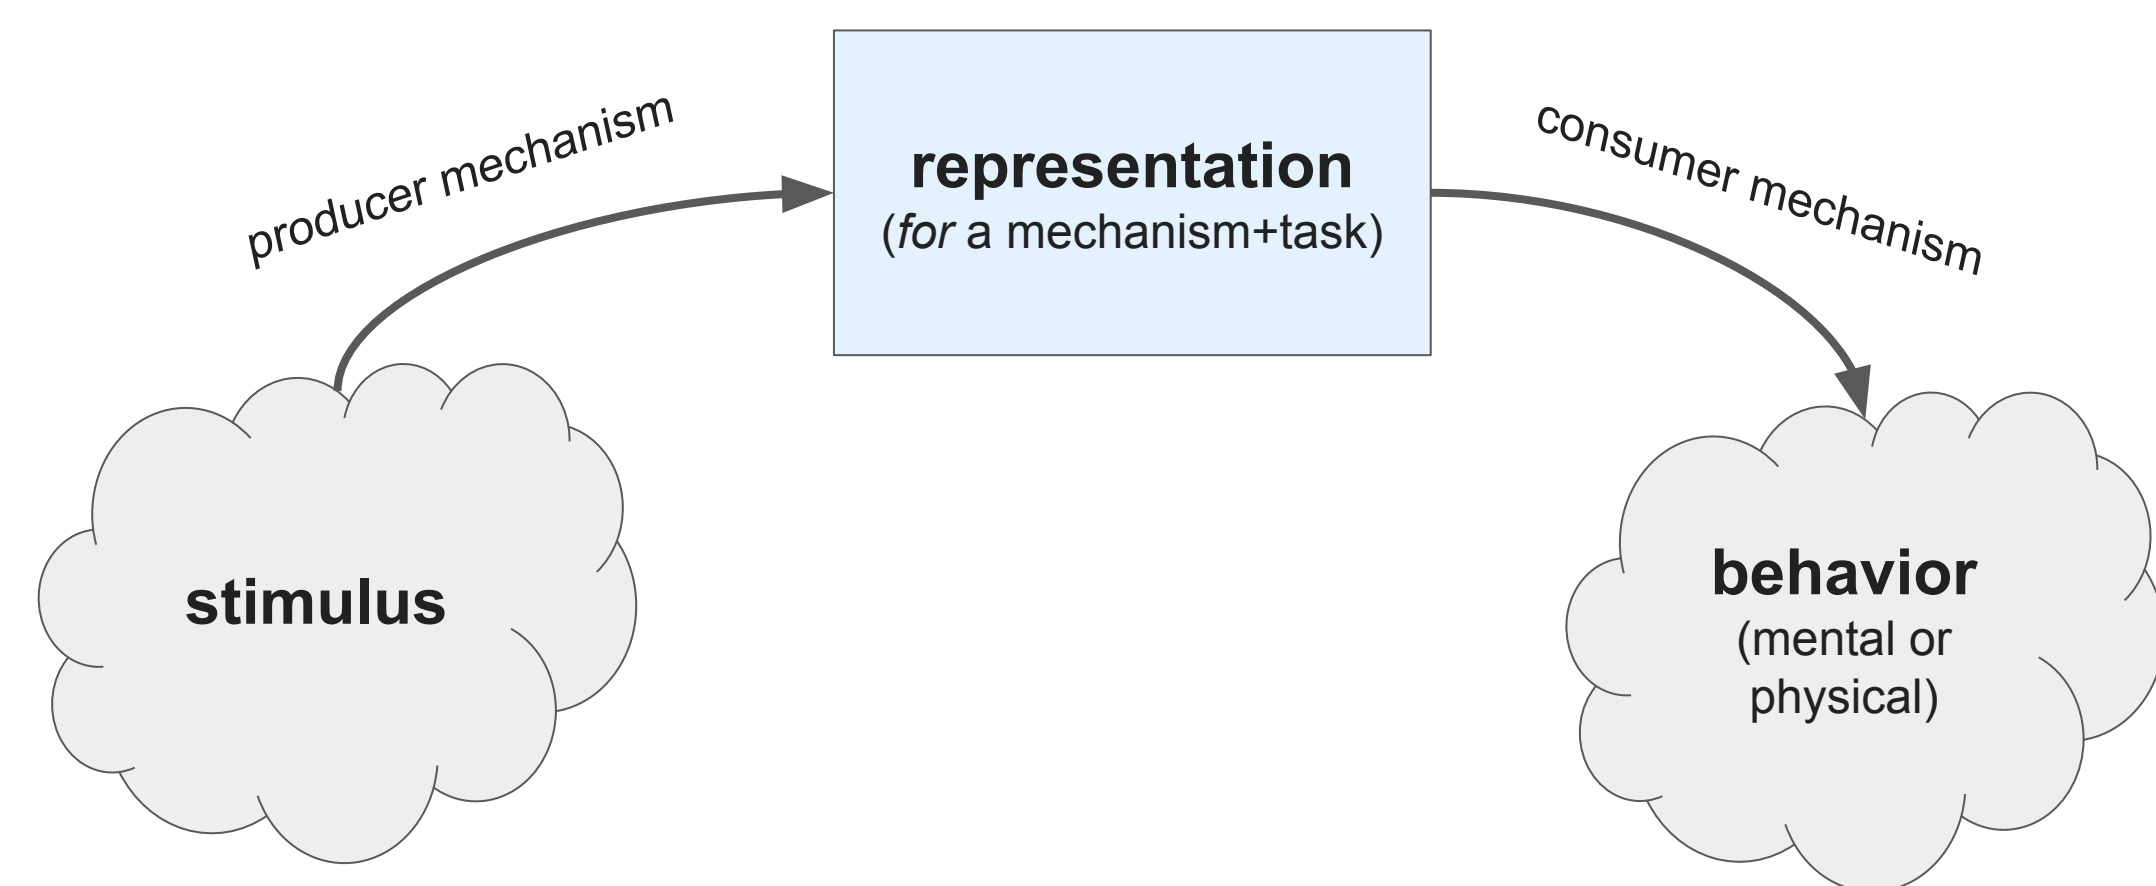 producer mechanism
representation
(for a mechanism+task)
consumer mechanism
stimulus
behavior
(mental or
physical)